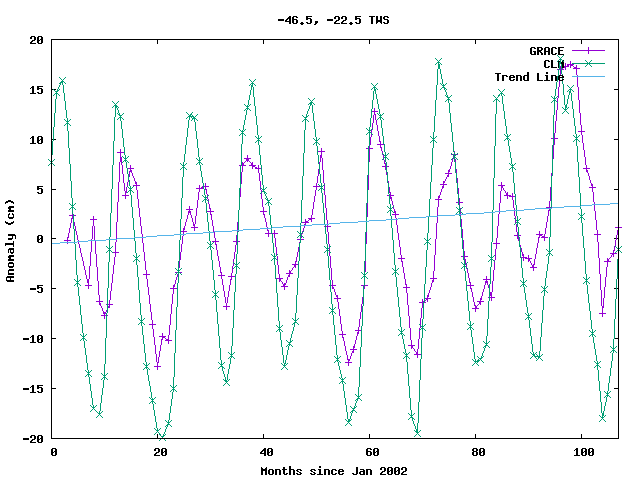 -46.5, -22.5 TWS
GRACE
CLM
Trend Line
20
15
10
5
0
-5
-10
-15
-20
Anomaly (cm)
0 20 40 60 80 100
Months since Jan 2002